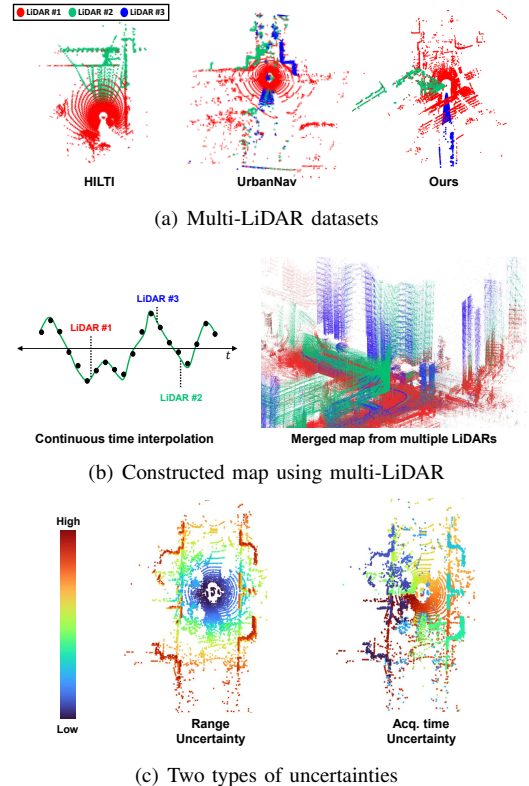 LiDAR #1 LiDAR #2 LiDAR #3
HILTI UrbanNav Ours
(a) Multi-LiDAR datasets
LiDAR #3
LiDAR #1
t
LiDAR #2
Continuous time interpolation Merged map from multiple LiDARs
(b) Constructed map using multi-LiDAR
High
Low
Range Acq. time
Uncertainty Uncertainty
(c) Two types of uncertainties